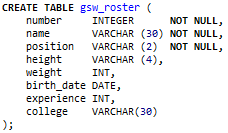 CREATE TABLE gsw_roster (
number INTEGER NOT NULL,
name VARCHAR (30) NOT NULL,
position VARCHAR (2) NOT NULL,
height VARCHAR (4),
weight INT,
birth_date DATE,
experience INT,
college VARCHAR(30)
);